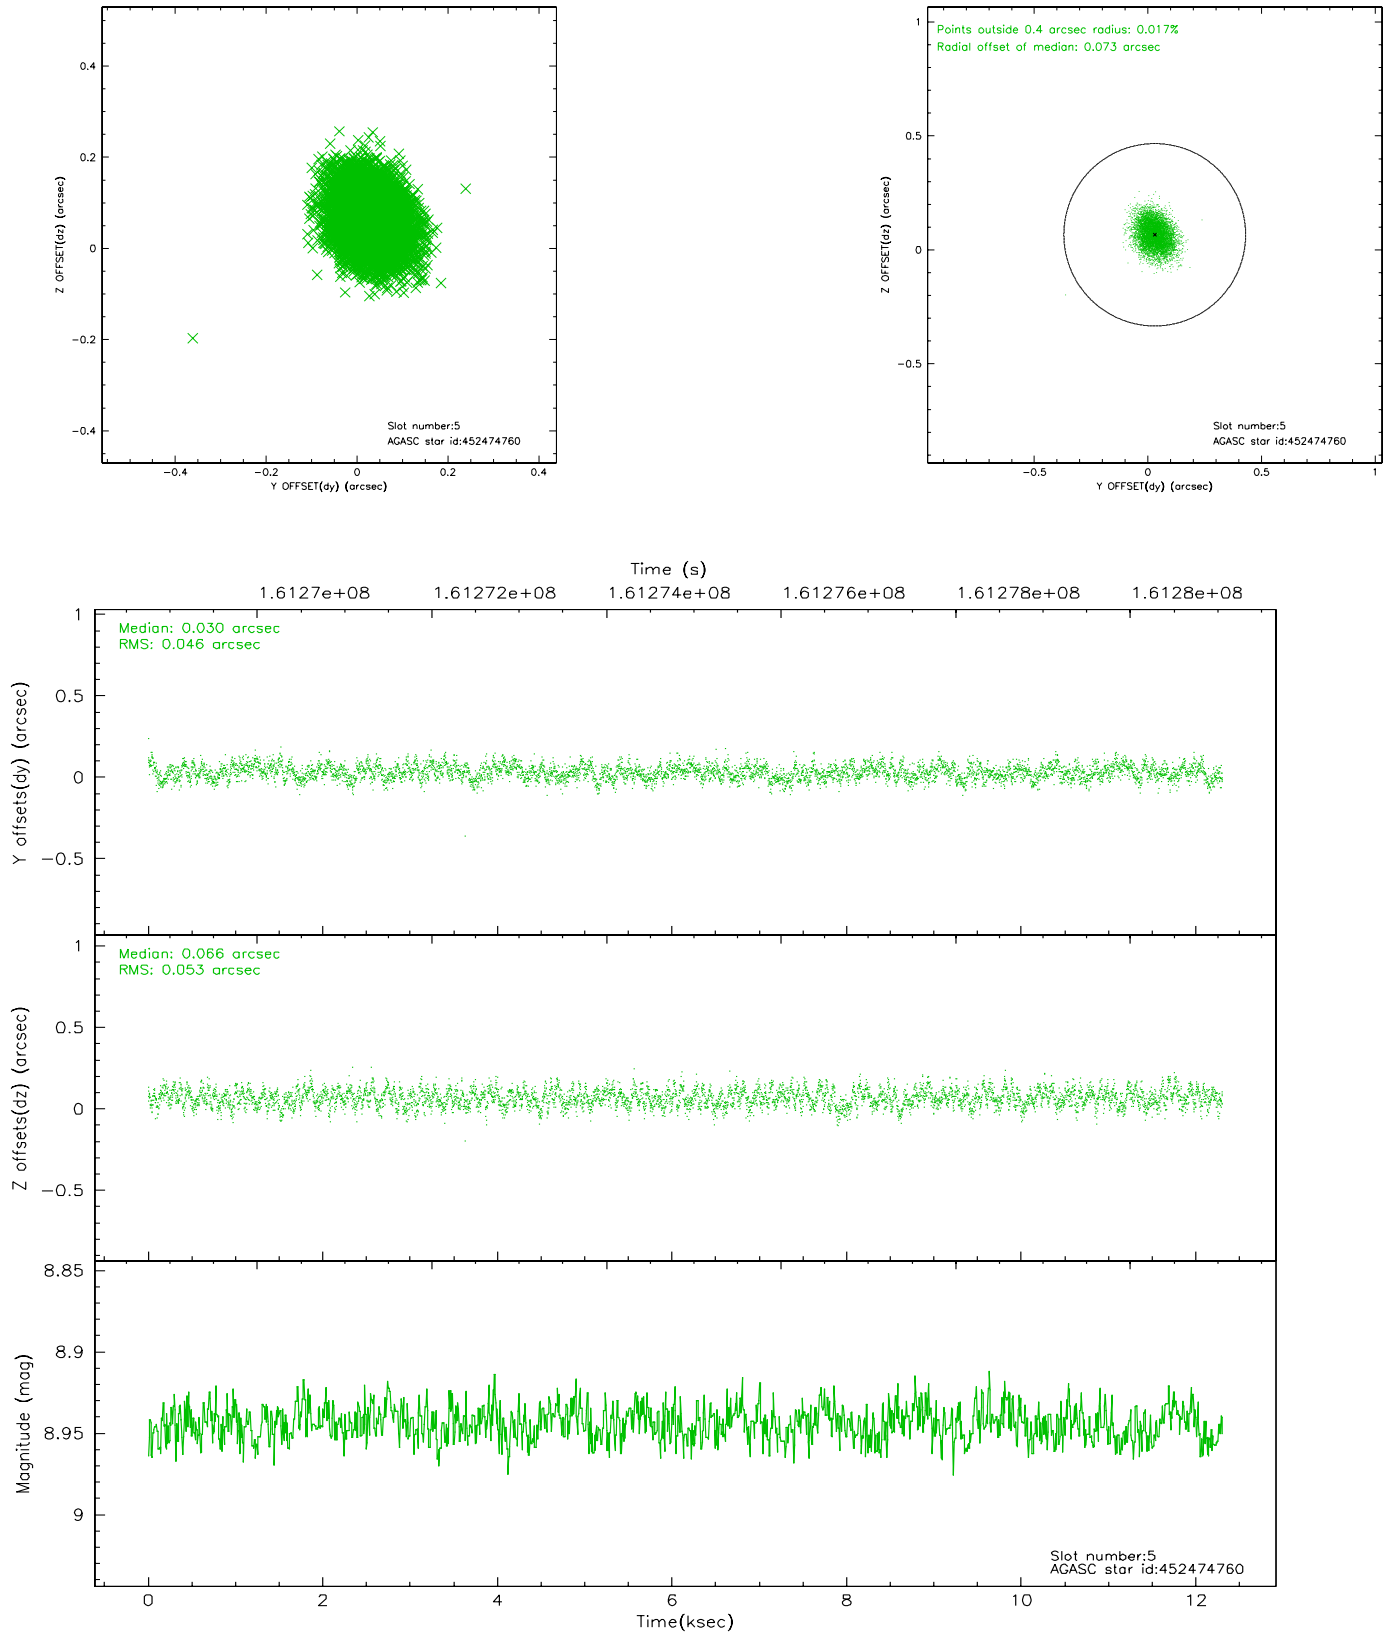 0.4
0.2
0
−0.2
−0.4
Z OFFSET(dz) (arcsec)
−0.4 −0.2 0 0.2 0.4
Y OFFSET(dy) (arcsec)
Slot number:5
AGASC star id:452474760
Points outside 0.4 arcsec radius: 0.017%
Radial offset of median: 0.073 arcsec
1
0.5
0
−0.5
Z OFFSET(dz) (arcsec)
−0.5 0 0.5 1
Y OFFSET(dy) (arcsec)
Slot number:5
AGASC star id:452474760
Time (s)
1.6127e+08 1.61272e+08 1.61274e+08 1.61276e+08 1.61278e+08 1.6128e+08
Median: 0.030 arcsec
RMS: 0.046 arcsec
1
0.5
0
−0.5
Y offsets(dy) (arcsec)
Median: 0.066 arcsec
RMS: 0.053 arcsec
1
0.5
0
−0.5
Z offsets(dz) (arcsec)
8.85
8.9
8.95
9
Magnitude (mag)
Slot number:5
AGASC star id:452474760
0 2 4 6 8 10 12
Time(ksec)